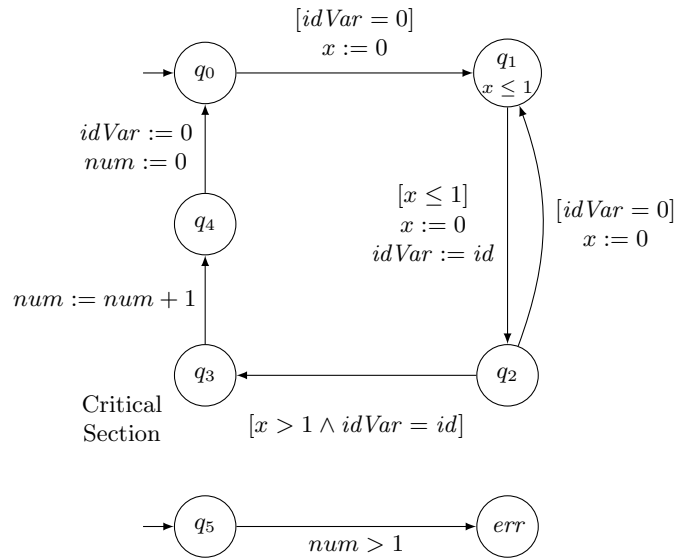 [idVar = 0]
x := 0
q₀
q₁
x ≤ 1
idVar := 0
num := 0
[x ≤ 1]
x := 0
idVar := id
[idVar = 0]
x := 0
q₄
num := num + 1
q₃
q₂
Critical
Section
[x > 1 ∧ idVar = id]
q₅
num > 1
err